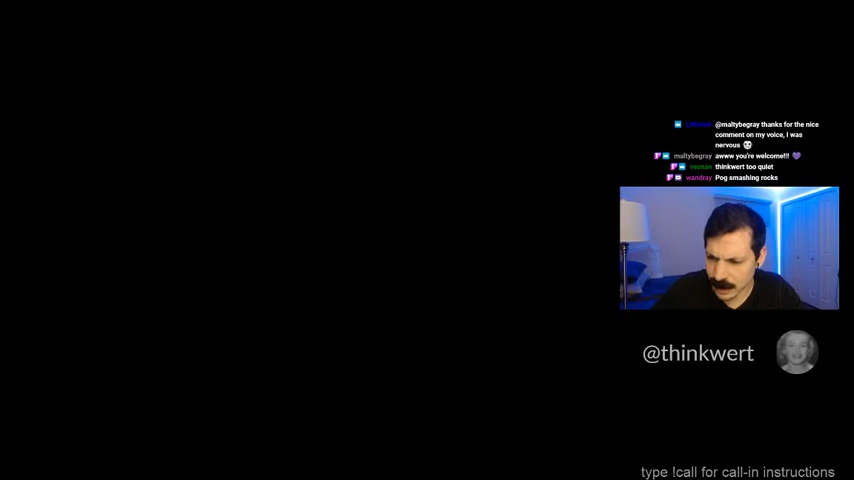 @maltybegray thanks for the nice
comment on my voice, I was
nervous
maltybegray awww you're welcome!!!
vecnan thinkwert too quiet
wandray Pog smashing rocks
@thinkwert
type !call for call-in instructions